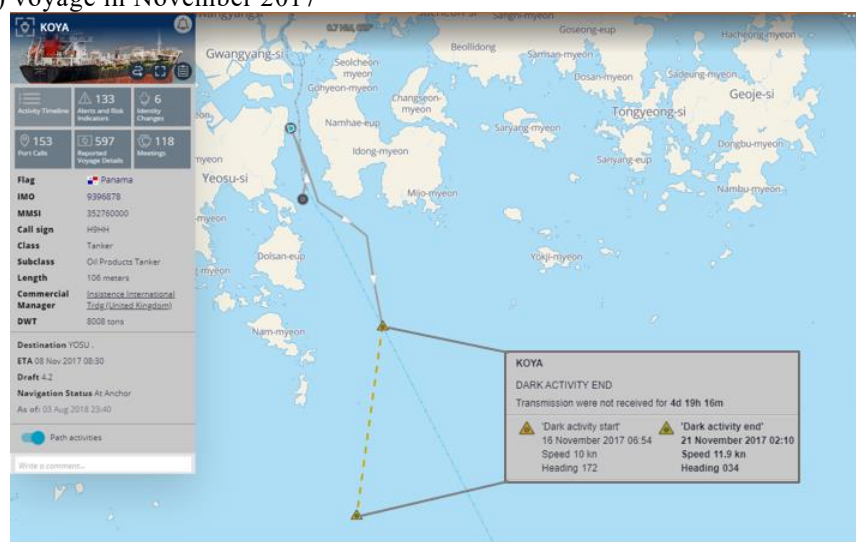 ) voyage in November 2017
KOYA
Activity Timeline
133
Alerts and Risk
Indicators
6
Identity
Changes
153
Port Calls
597
Reported
Voyage Details
118
Meetings
Flag Panama
IMO 9396878
MMSI 352760000
Call sign H9HH
Class Tanker
Subclass Oil Products Tanker
Length 106 meters
Commercial Manager Insistence International Trdg (United Kingdom)
DWT 8008 tons
Destination YOSU .
ETA 08 Nov 2017 08:30
Draft 4.2
Navigation Status At Anchor
As of: 03 Aug 2018 23:40
Path activities
Write a comment...
Gwangyang-si
Seolcheon
myeon
Gohyeon-myeon
Changseon-
myeon
Namhae-eup
Idong-myeon
Yeosu-si
Mijo-myeon
Dolsan-eup
Nam-myeon
Beollidong
Sangni-myeon
Goseong-eup
Hacheong-myeon
Samsan-myeon
Dosan-myeon
Sadeung-myeon
Geoje-si
Tongyeong-si
Saryang-myeon
Dongbu-myeon
Sanyang-eup
Nambu-myeon
Yokji-myeon
KOYA
DARK ACTIVITY END
Transmission were not received for 4d 19h 16m
'Dark activity start'
16 November 2017 06:54
Speed 10 kn
Heading 172
'Dark activity end'
21 November 2017 02:10
Speed 11.9 kn
Heading 034